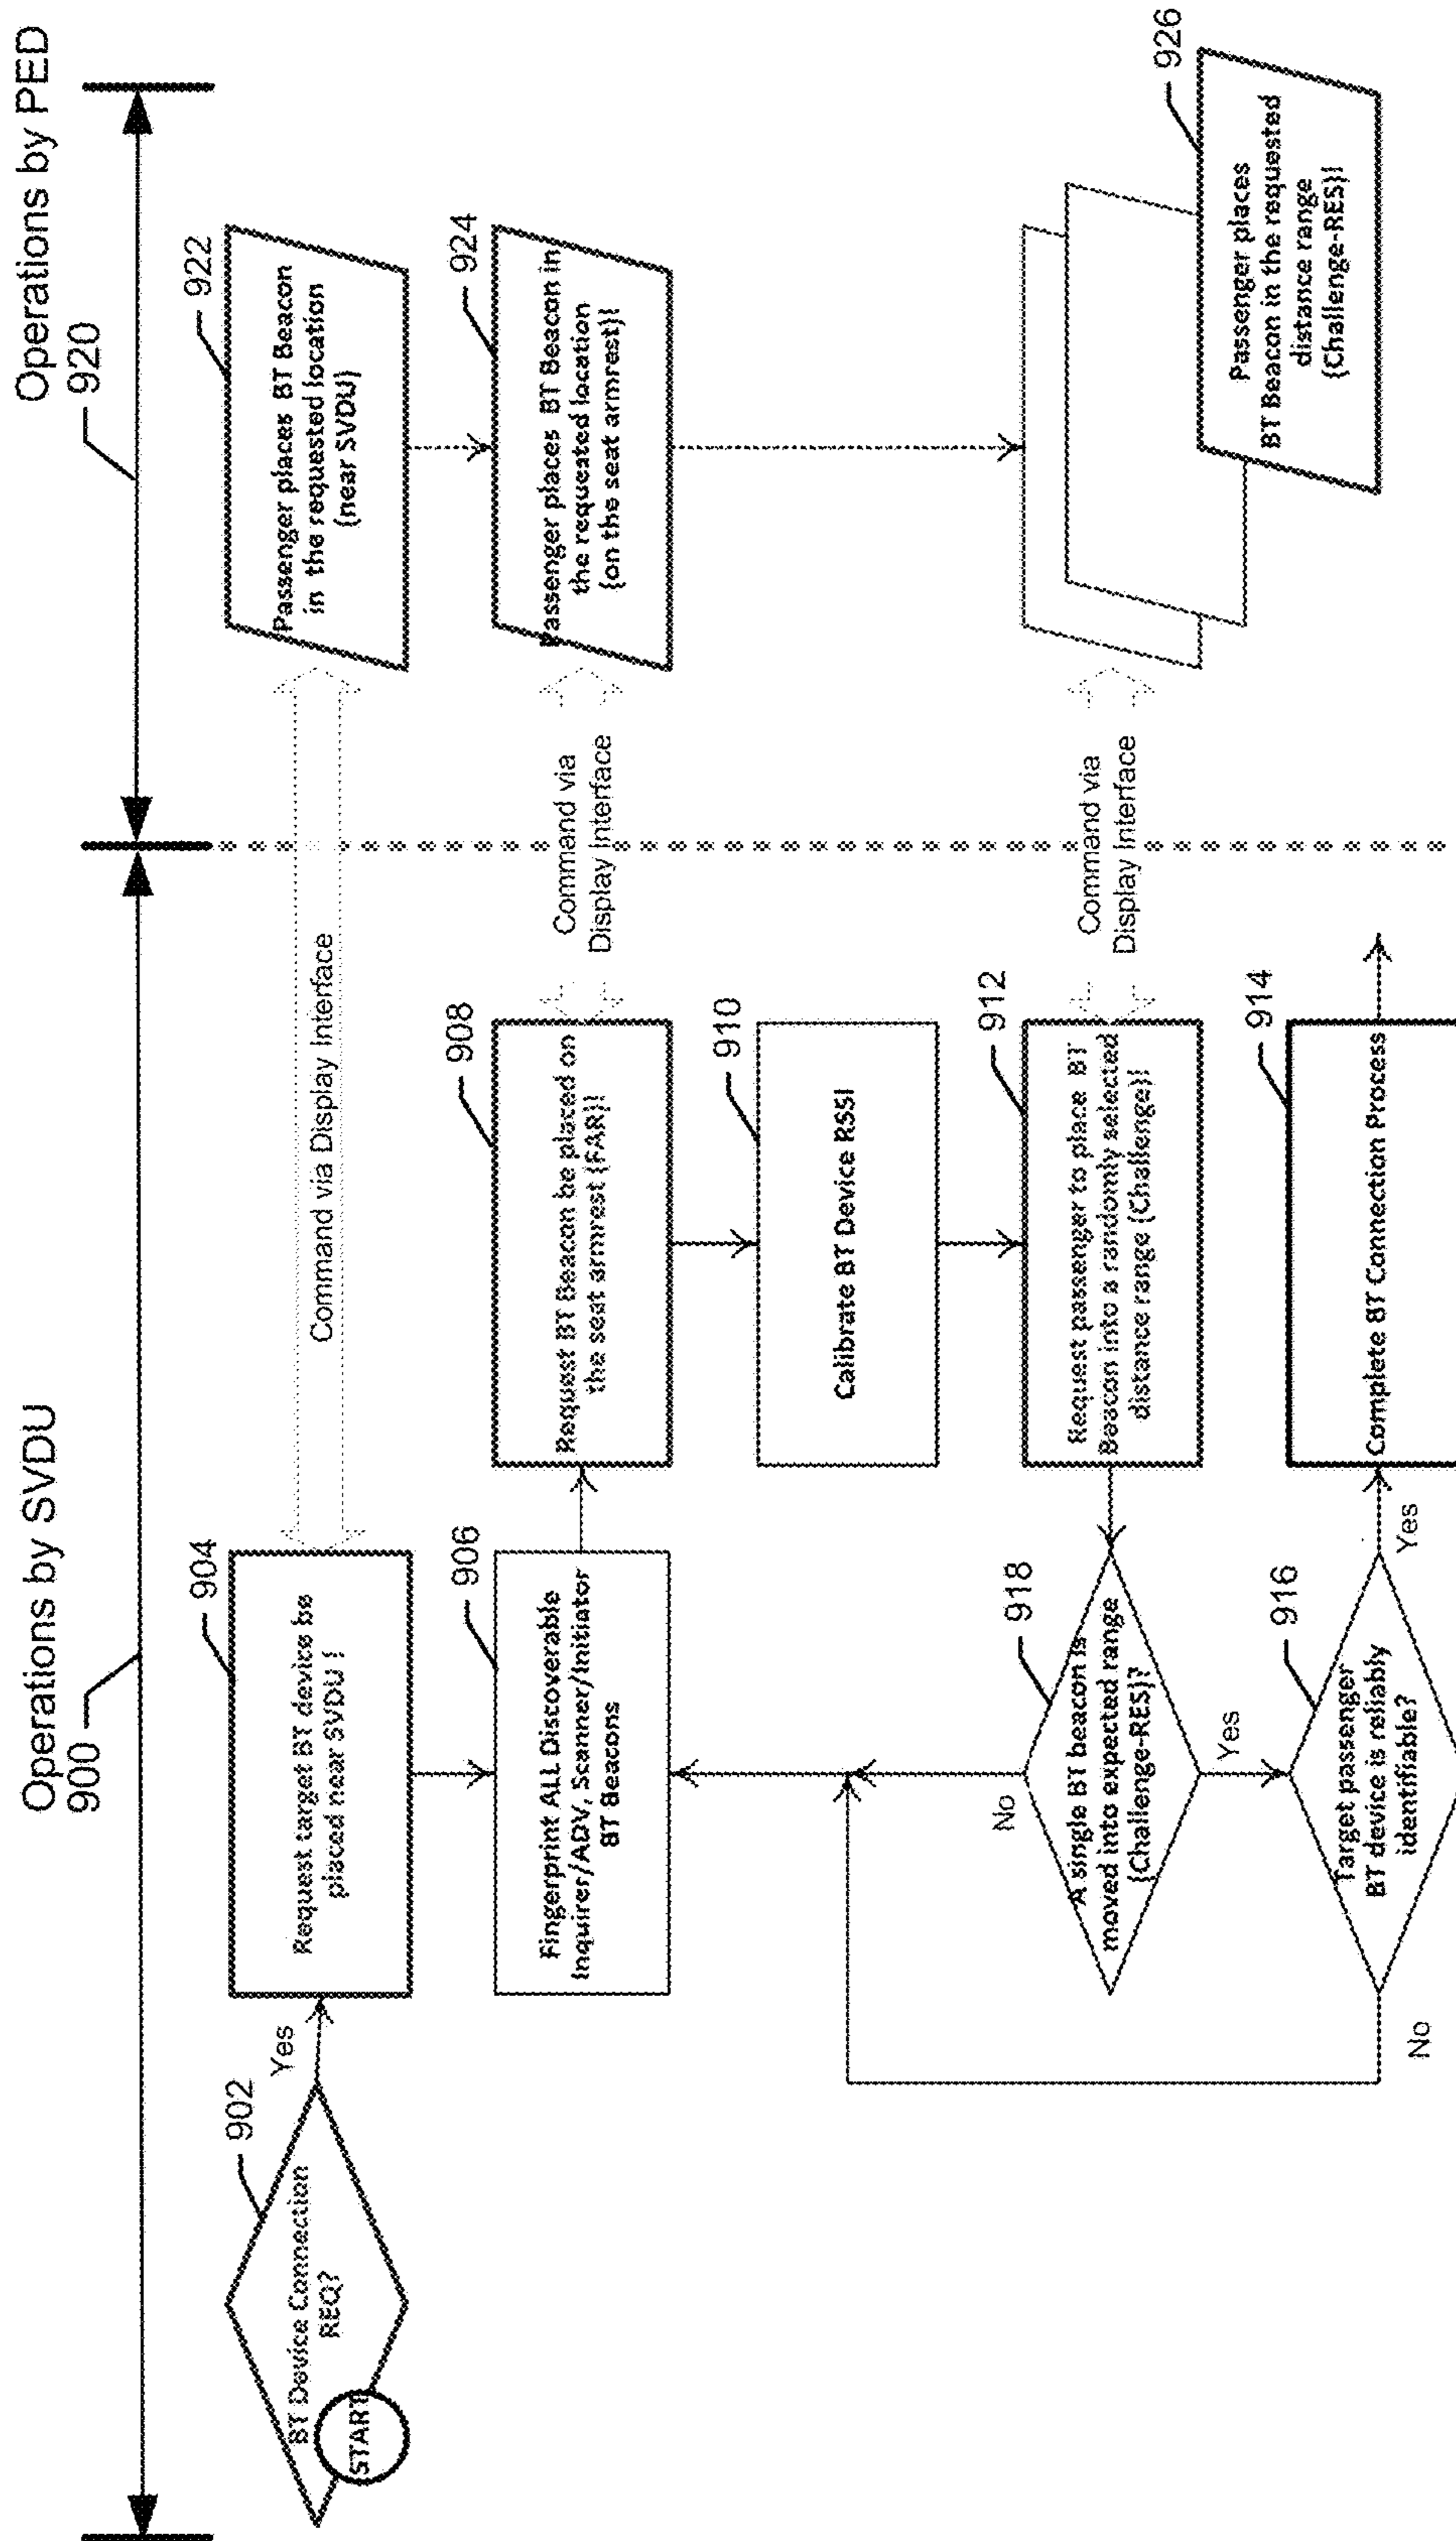 Operations by SVDU
900
Operations by PED
920
902
BT Device Connection
REQ?
START
Yes
904
Request target BT device be
placed near SVDU !
Command via Display Interface
922
Passenger places BT Beacon
in the requested location
(near SVDU)
906
Fingerprint ALL Discoverable
Inquirer/ADV, Scanner/Initiator
BT Beacons
908
Request BT Beacon be placed on
the seat armrest (FAR)!
Command via
Display Interface
924
Passenger places BT Beacon in
the requested location
(on the seat armrest)!
910
Calibrate BT Device RSSI
912
Request passenger to place BT
Beacon into a randomly selected
distance range (Challenge)!
Command via
Display Interface
926
Passenger places
BT Beacon in the requested
distance range
(Challenge-RES)!
918
A single BT beacon is
moved into expected range
(Challenge-RES)?
No
Yes
916
Target passenger
BT device is reliably
identifiable?
No
Yes
914
Complete BT Connection Process